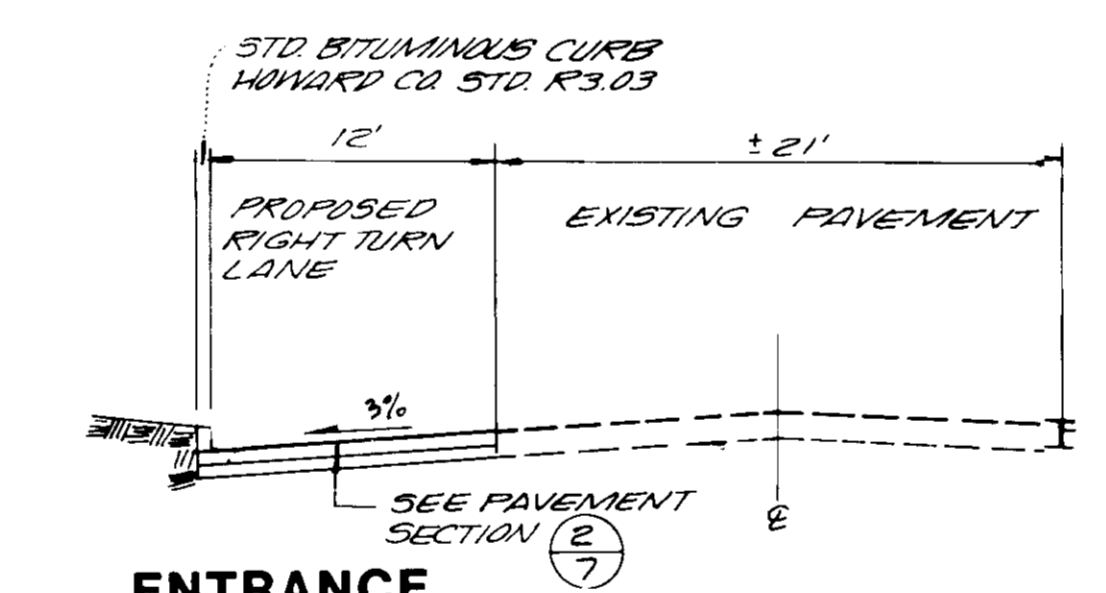 STD. BITUMINOUS CURB
HOWARD CO. STD. R3.03
12'
± 21'
PROPOSED
RIGHT TURN
LANE
EXISTING PAVEMENT
3%
SEE PAVEMENT
SECTION
2
7
℄
ENTRANCE